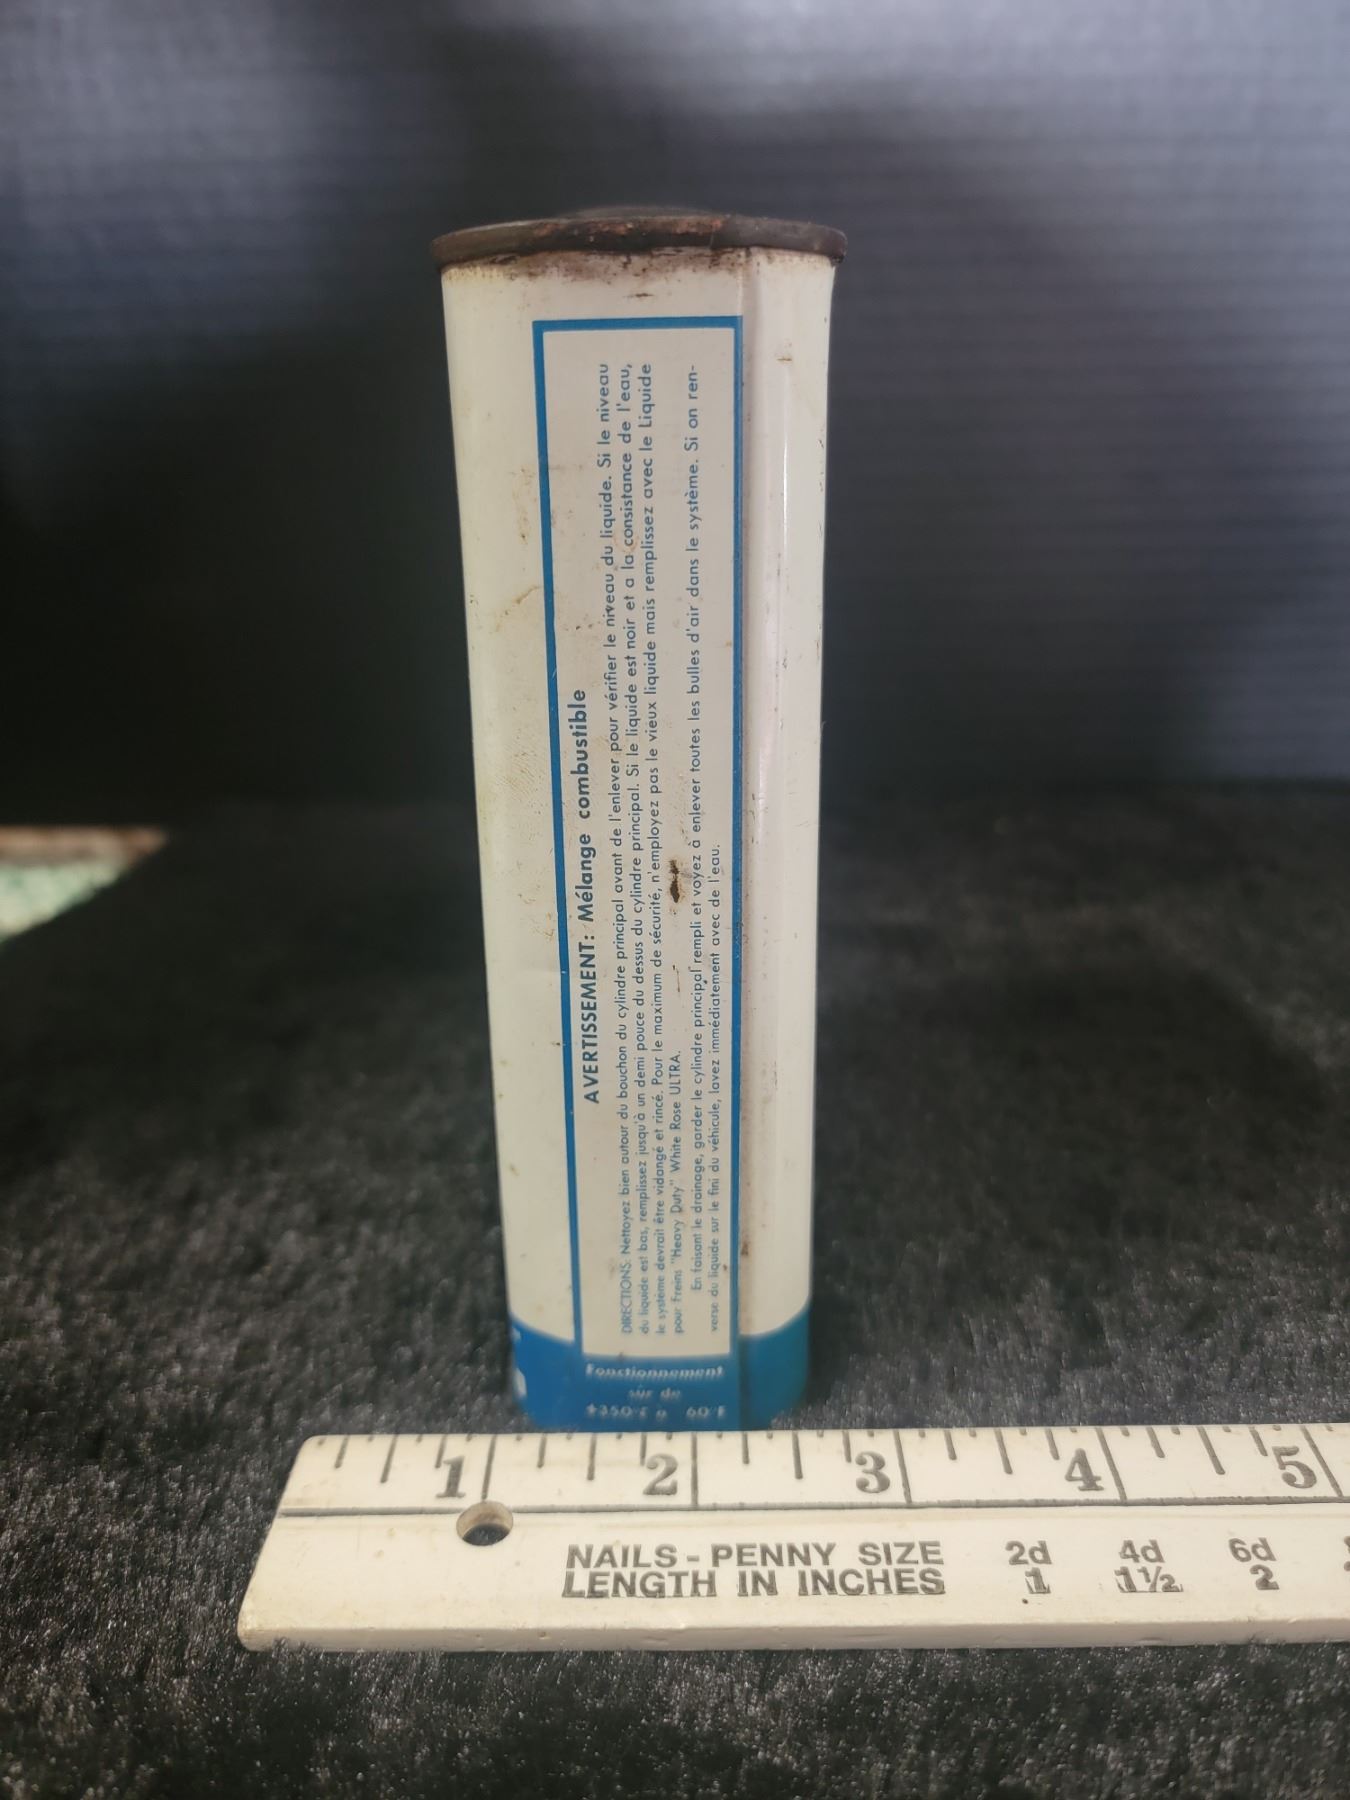 AVERTISSEMENT: Mélange combustible
DIRECTIONS: Nettoyez bien autour du bouchon du cylindre principal avant de l'enlever pour vérifier le niveau du liquide. Si le niveau
du liquide est bas, remplissez jusqu'à un demi pouce du dessus du cylindre principal. Si le liquide est noir et a la consistance de l'eau,
le système devrait être vidangé et rincé. Pour le maximum de sécurité, n'employez pas le vieux liquide mais remplissez avec le Liquide
pour freins "Heavy Duty" White Rose ULTRA.
En faisant le drainage, garder le cylindre principal rempli et voyez à enlever toutes les bulles d'air dans le système. Si on ren-
verse du liquide sur le fini du véhicule, lavez immédiatement avec de l'eau.
Fonctionnement
sur de
+350°F a 60°F
1 2 3 4 5
NAILS - PENNY SIZE 2d 4d 6d
LENGTH IN INCHES 1 1½ 2